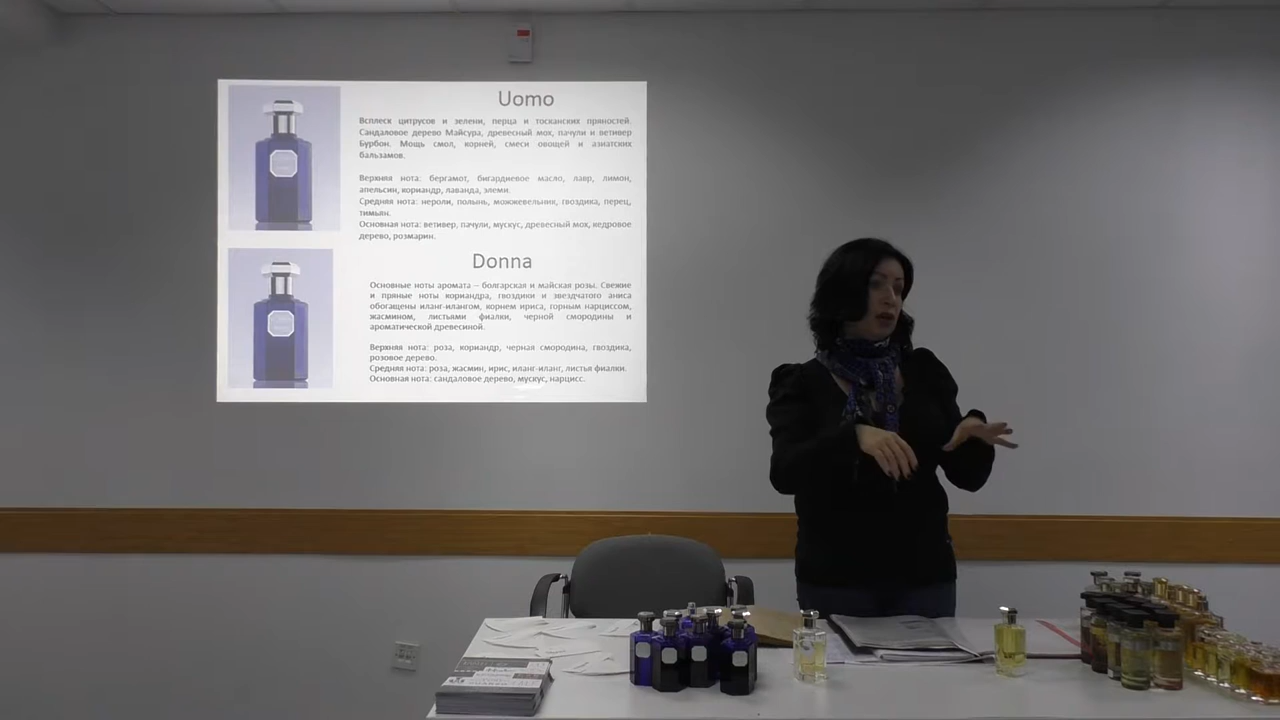 Uomo
Всплеск цитрусов и зелени, перца и тосканских пряностей.
Сандаловое дерево Майсура, древесный мох, пачули и ветивер
Бурбон. Мощь смол, корней, смеси овощей и азиатских
бальзамов.
Верхняя нота: бергамот, бигардиевое масло, лавр, лимон,
апельсин, кориандр, лаванда, элеми.
Средняя нота: нероли, полынь, можжевельник, гвоздика, перец,
тимьян.
Основная нота: ветивер, пачули, мускус, древесный мох, кедровое
дерево, розмарин.
Donna
Основные ноты аромата – болгарская и майская розы. Свежие
и пряные ноты кориандра, гвоздики и звездчатого аниса
обогащены иланг-илангом, корнем ириса, горным нарциссом,
жасмином, листьями фиалки, черной смородины и
ароматической древесиной.
Верхняя нота: роза, кориандр, черная смородина, гвоздика,
розовое дерево.
Средняя нота: роза, жасмин, ирис, иланг-иланг, листья фиалки.
Основная нота: сандаловое дерево, мускус, нарцисс.